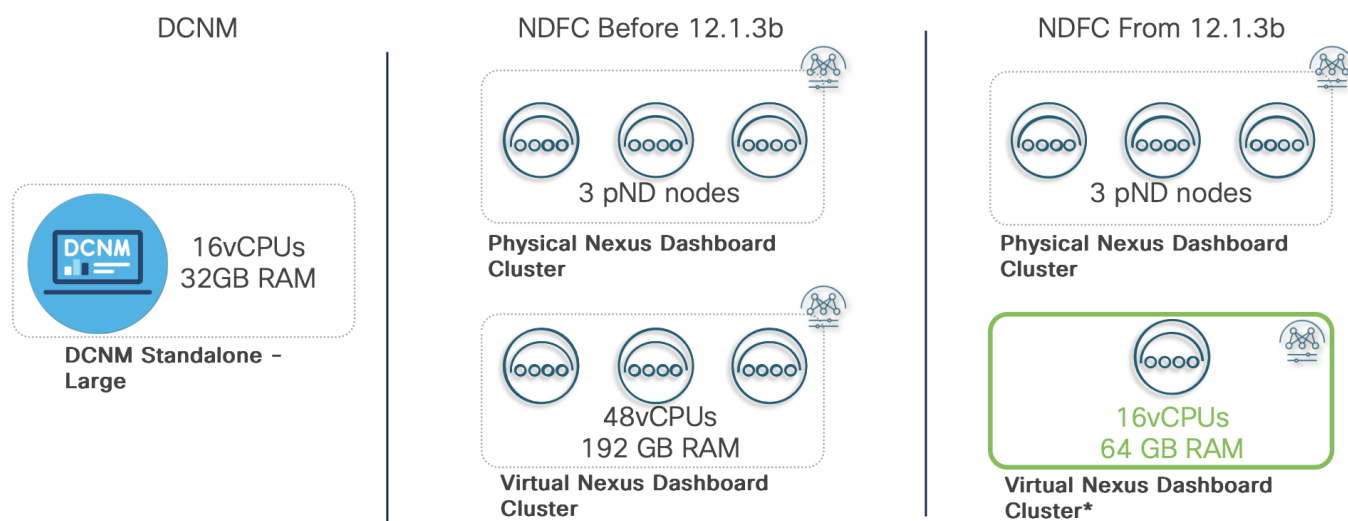 DCNM
DCNM
16vCPUs
32GB RAM
DCNM Standalone –
Large
NDFC Before 12.1.3b
3 pND nodes
Physical Nexus Dashboard
Cluster
48vCPUs
192 GB RAM
Virtual Nexus Dashboard
Cluster
NDFC From 12.1.3b
3 pND nodes
Physical Nexus Dashboard
Cluster
16vCPUs
64 GB RAM
Virtual Nexus Dashboard
Cluster*